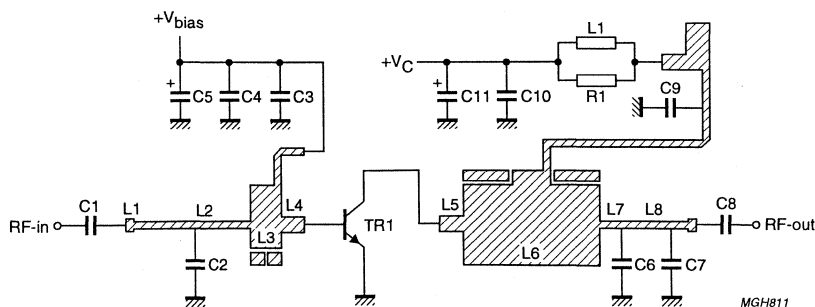 +Vbias
L1
+VC
C5
C4
C3
C11
C10
R1
C9
C1
L1
L2
L4
L5
L7
L8
C8
RF-in
TR1
RF-out
L3
L6
C2
C6
C7
MGH811